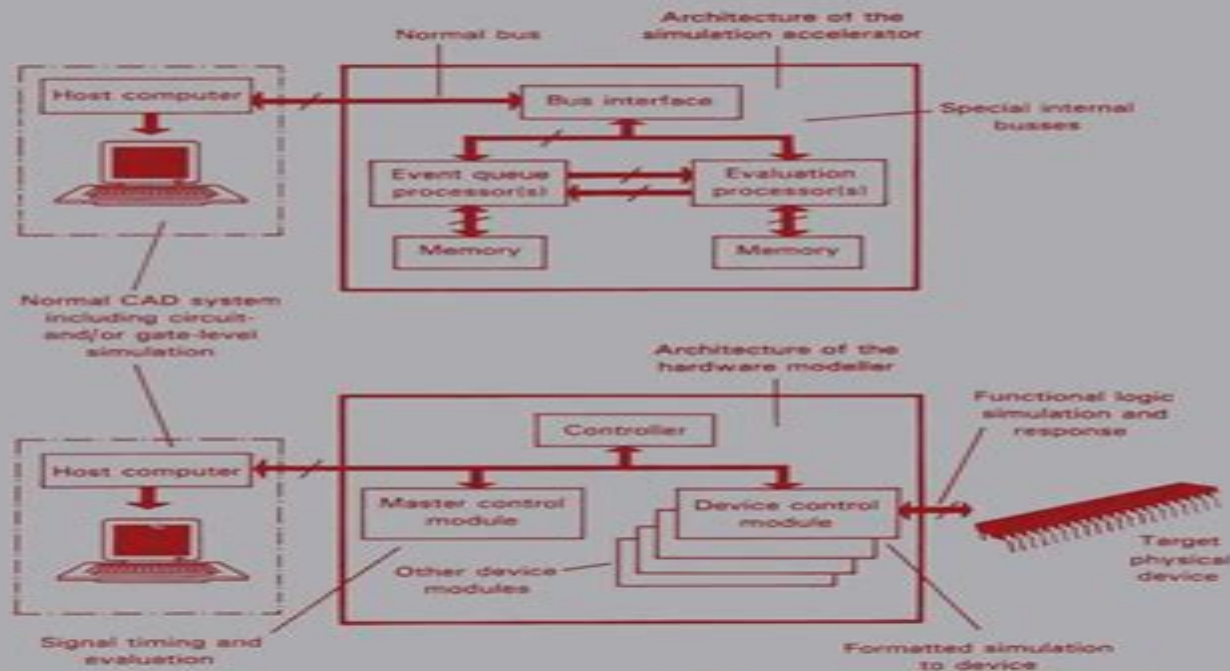 Architecture of the
simulation accelerator
Normal bus
Host computer
Bus interface
Special internal
busses
Event queue
processor(s)
Evaluation
processor(s)
Memory
Memory
Normal CAD system
including circuit-
and/or gate-level
simulation
Architecture of the
hardware modeller
Functional logic
simulation and
response
Controller
Host computer
Master control
module
Device control
module
Target
physical
device
Other device
modules
Signal timing and
evaluation
Formatted simulation
to device